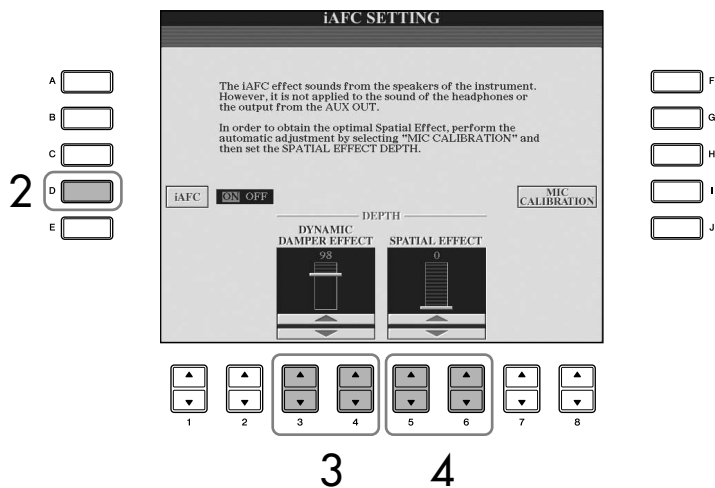 iAFC SETTING
The iAFC effect sounds from the speakers of the instrument.
However, it is not applied to the sound of the headphones or
the output from the AUX OUT.
In order to obtain the optimal Spatial Effect, perform the
automatic adjustment by selecting "MIC CALIBRATION" and
then set the SPATIAL EFFECT DEPTH.
A
B
C
2 D
E
F
G
H
I
J
iAFC ON OFF
MIC
CALIBRATION
DEPTH
DYNAMIC
DAMPER EFFECT
98
SPATIAL EFFECT
0
1 2 3 4 5 6 7 8
3 4